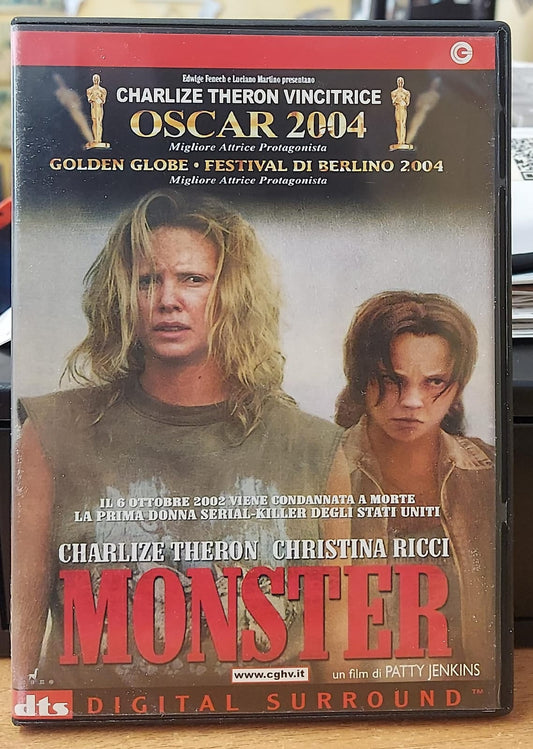 Edwige Fenech e Luciano Martino presentano
CHARLIZE THERON VINCITRICE
OSCAR 2004
Migliore Attrice Protagonista
GOLDEN GLOBE • FESTIVAL DI BERLINO 2004
Migliore Attrice Protagonista
IL 6 OTTOBRE 2002 VIENE CONDANNATA A MORTE
LA PRIMA DONNA SERIAL-KILLER DEGLI STATI UNITI
CHARLIZE THERON CHRISTINA RICCI
MONSTER
www.cghv.it
un film di PATTY JENKINS
dts DIGITAL SURROUND™